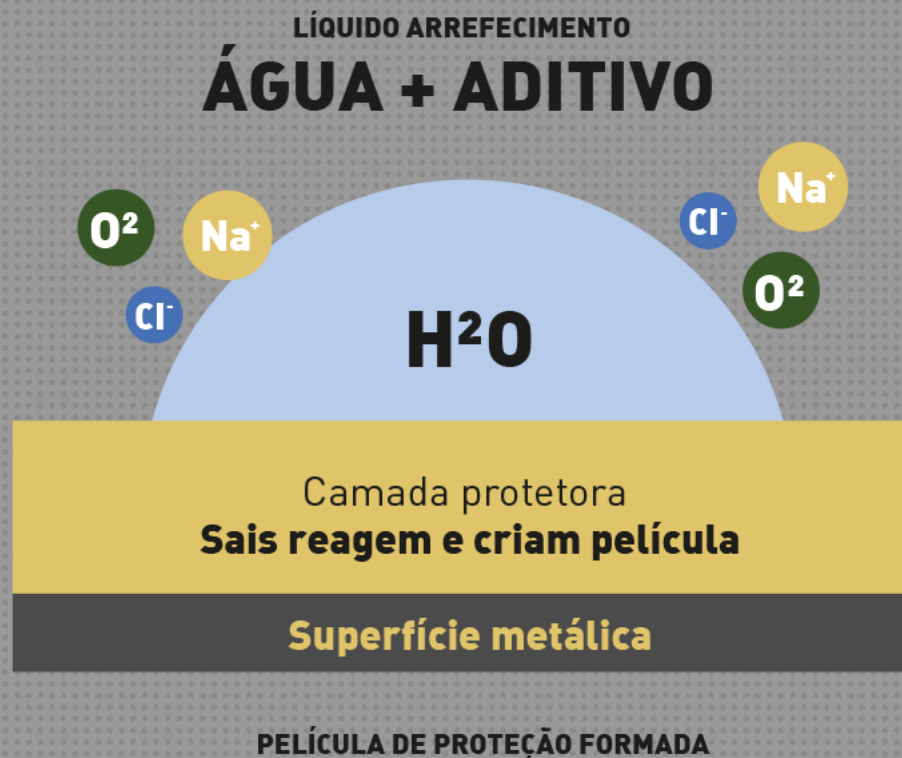 LÍQUIDO ARREFECIMENTO
ÁGUA + ADITIVO
O² Na⁺ Cl⁻ Na⁺
Cl⁻ O²
H²O
Camada protetora
Sais reagem e criam película
Superfície metálica
PELÍCULA DE PROTEÇÃO FORMADA